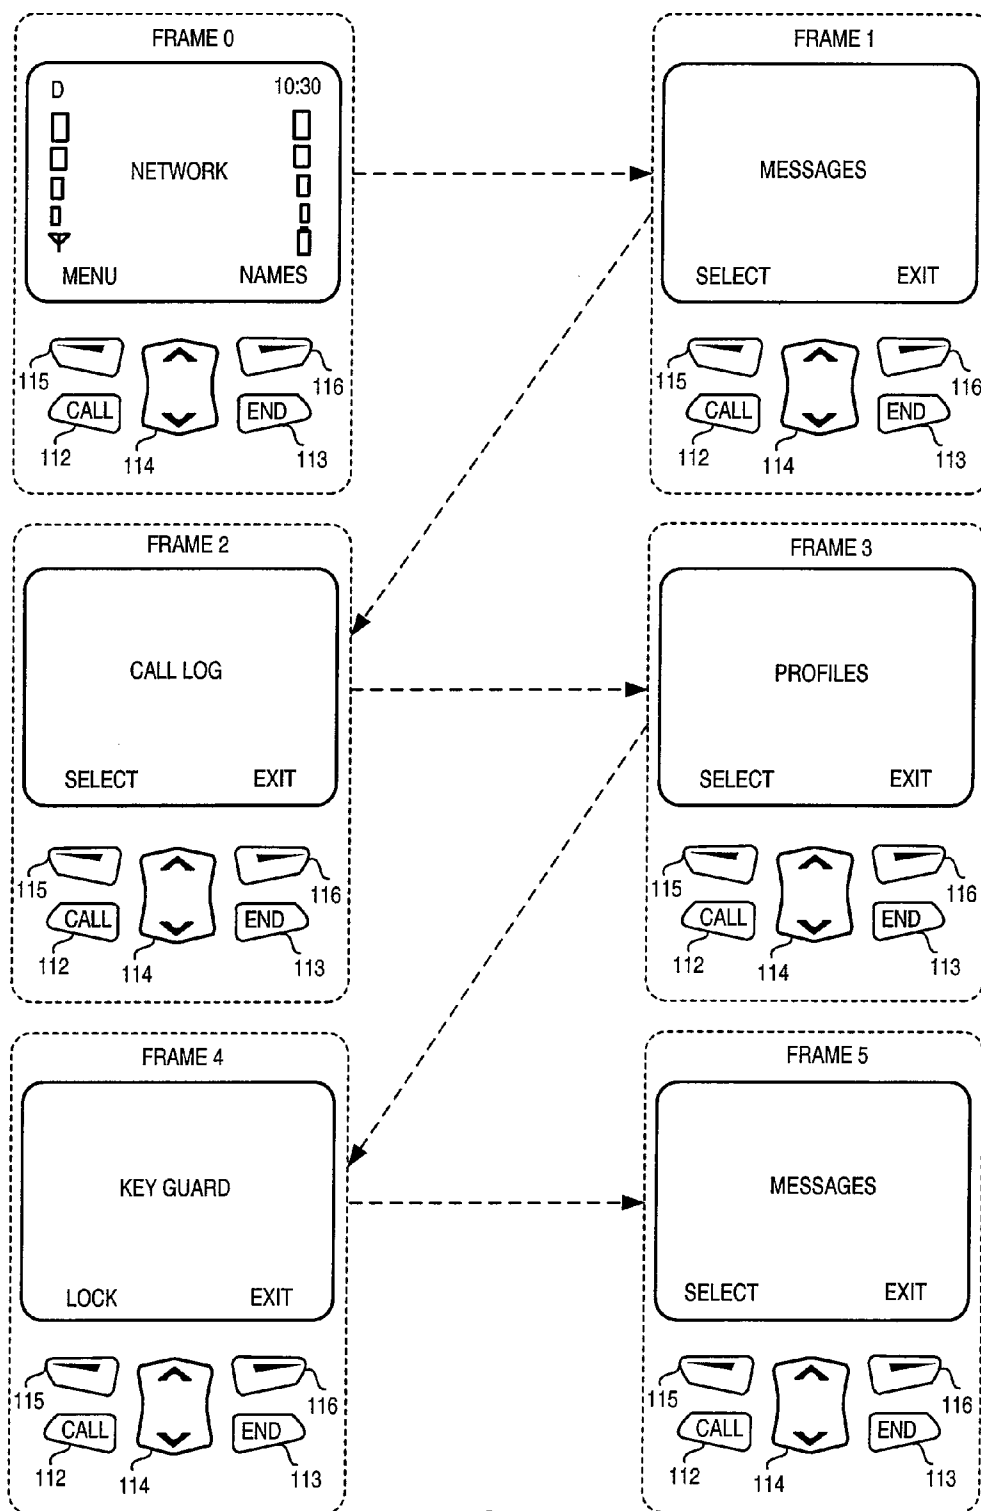 FRAME 0
D 10:30
NETWORK
MENU NAMES
115 116
CALL END
112 114 113
FRAME 1
MESSAGES
SELECT EXIT
115 116
CALL END
112 114 113
FRAME 2
CALL LOG
SELECT EXIT
115 116
CALL END
112 114 113
FRAME 3
PROFILES
SELECT EXIT
115 116
CALL END
112 114 113
FRAME 4
KEY GUARD
LOCK EXIT
115 116
CALL END
112 114 113
FRAME 5
MESSAGES
SELECT EXIT
115 116
CALL END
112 114 113